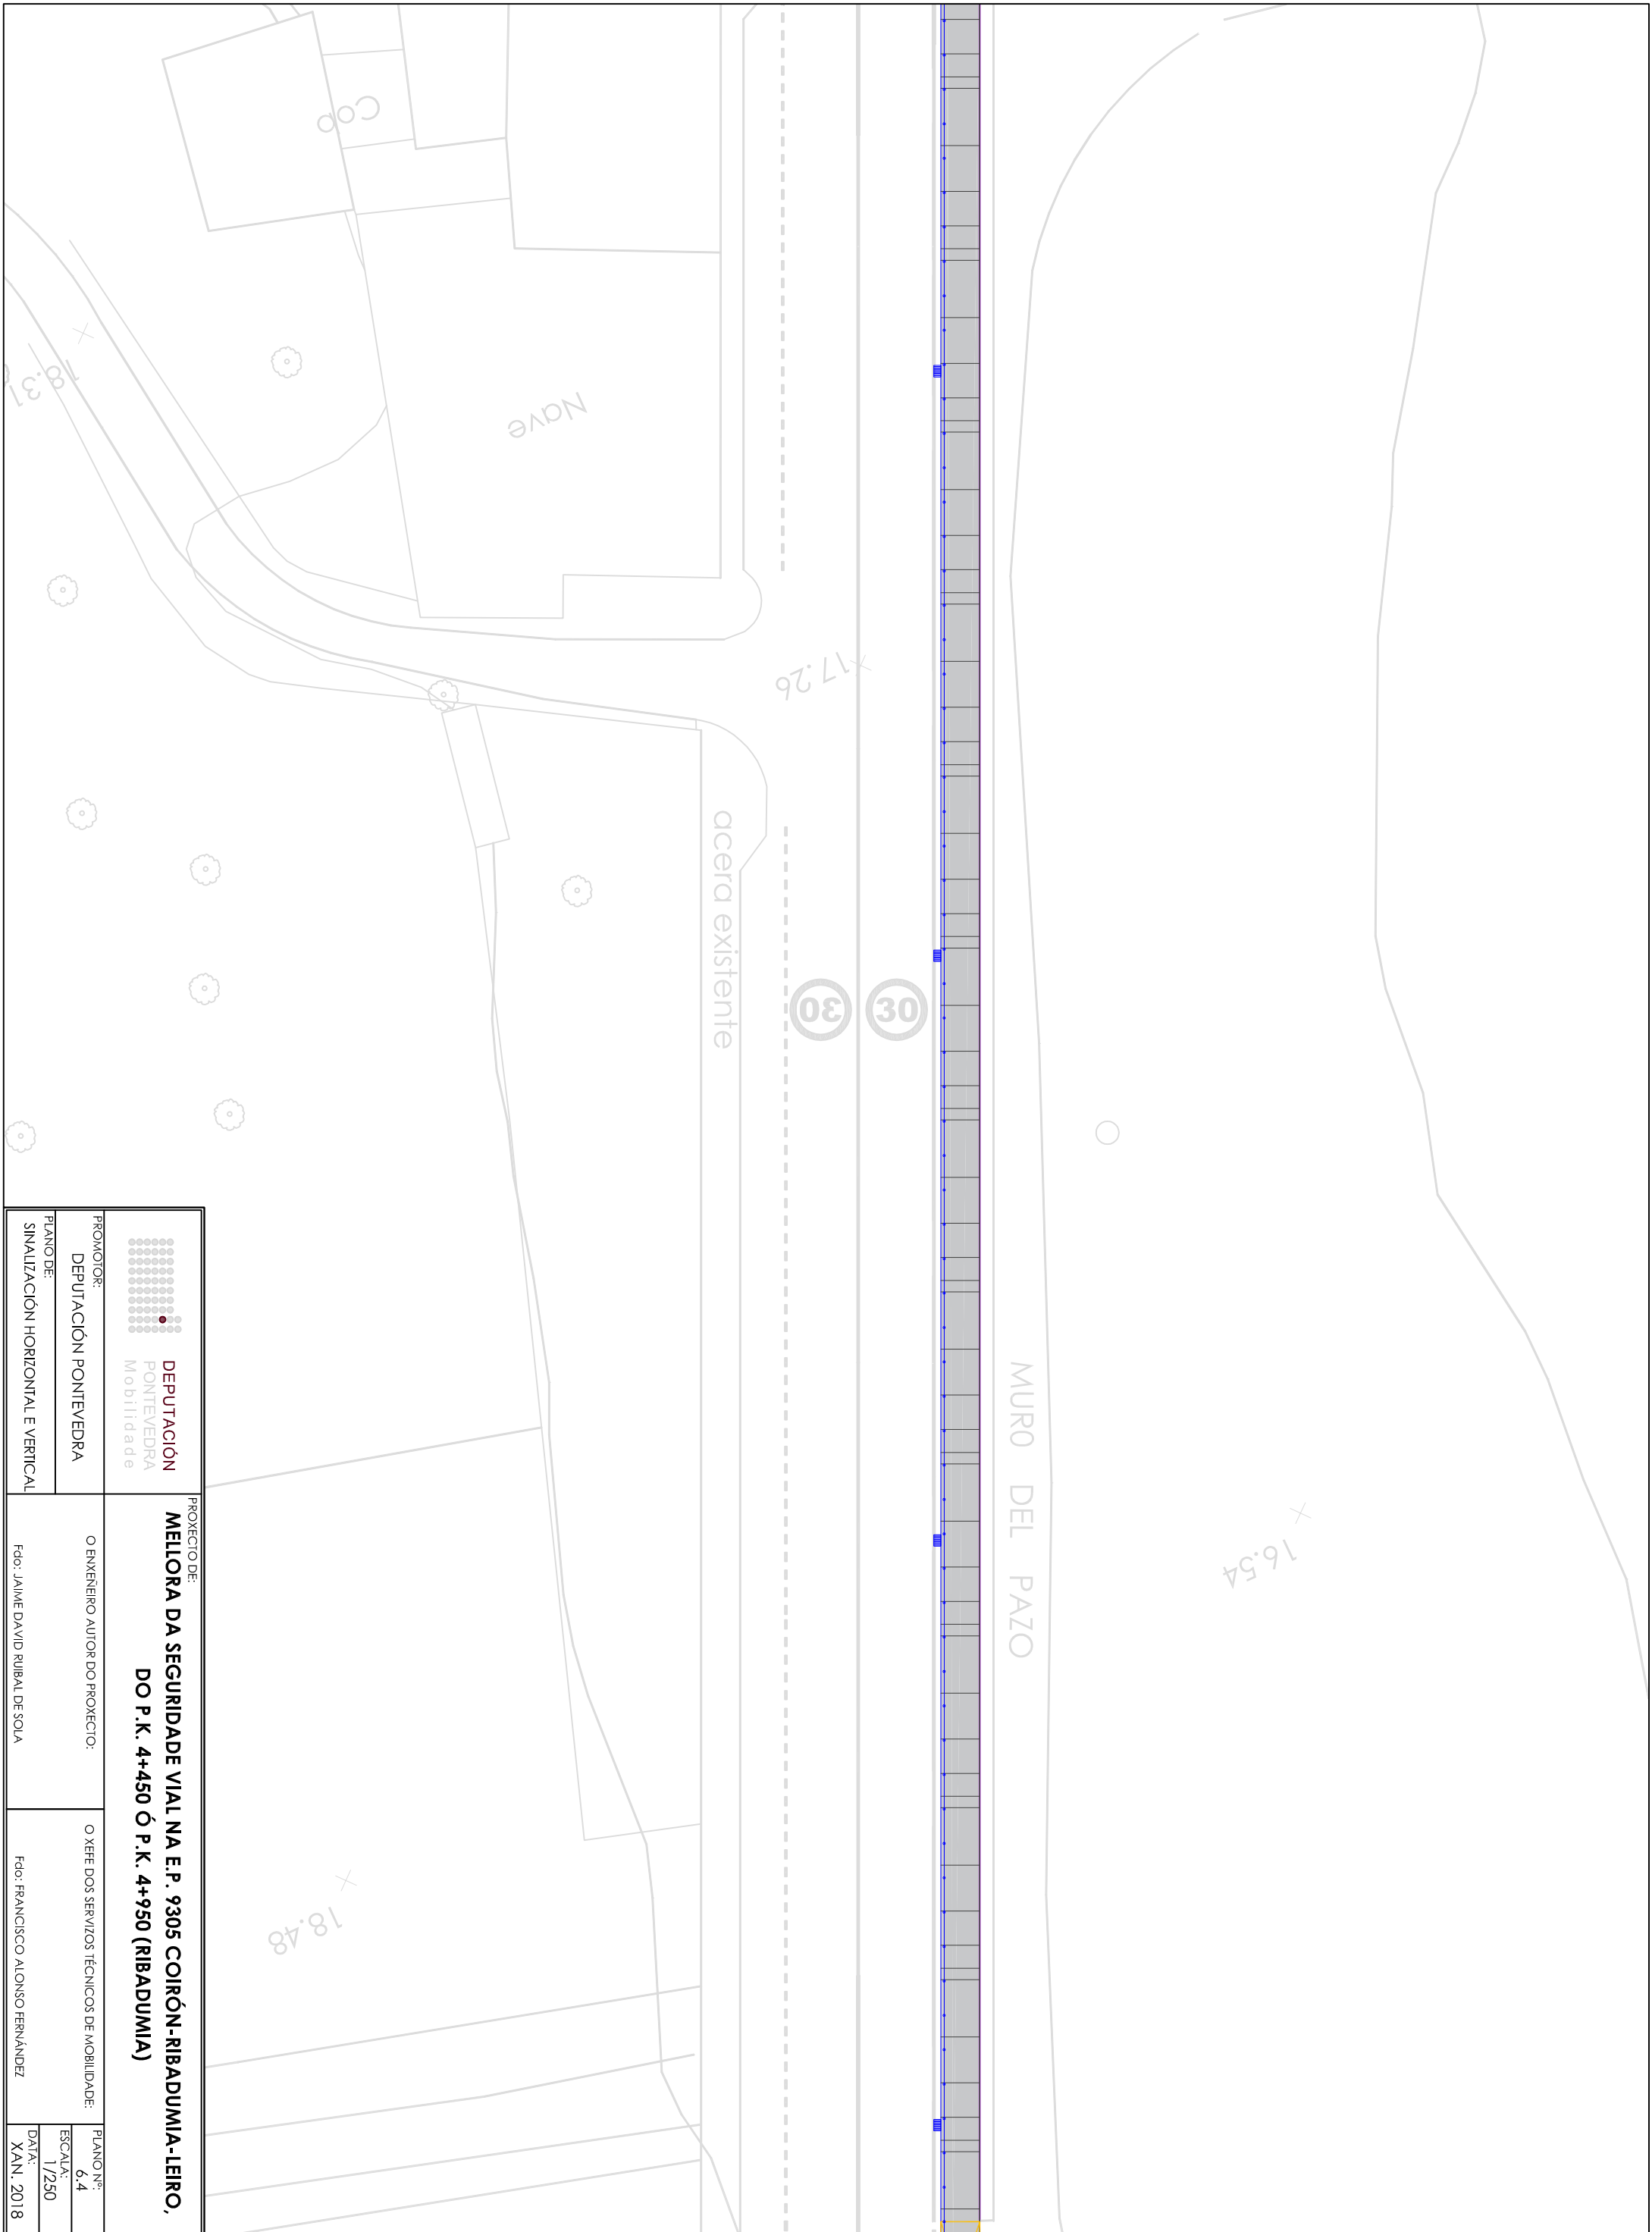 Cob
18.31
Nave
17.26
acera existente
30
30
MURO DEL PAZO
16.54
18.48
DEPUTACIÓN
PONTEVEDRA
Mobilidade
PROXECTO DE:
MELLORA DA SEGURIDADE VIAL NA E.P. 9305 COIRÓN-RIBADUMIA-LEIRO,
DO P.K. 4+450 Ó P.K. 4+950 (RIBADUMIA)
PROMOTOR:
DEPUTACIÓN PONTEVEDRA
PLANO DE:
SINALIZACIÓN HORIZONTAL E VERTICAL
O ENXEÑEIRO AUTOR DO PROXECTO:
Fdo: JAIME DAVID RUIBAL DE SOLA
O XEFE DOS SERVIZOS TÉCNICOS DE MOBILIDADE:
Fdo: FRANCISCO ALONSO FERNÁNDEZ
PLANO Nº:
6.4
ESCALA:
1/250
DATA:
XAN. 2018